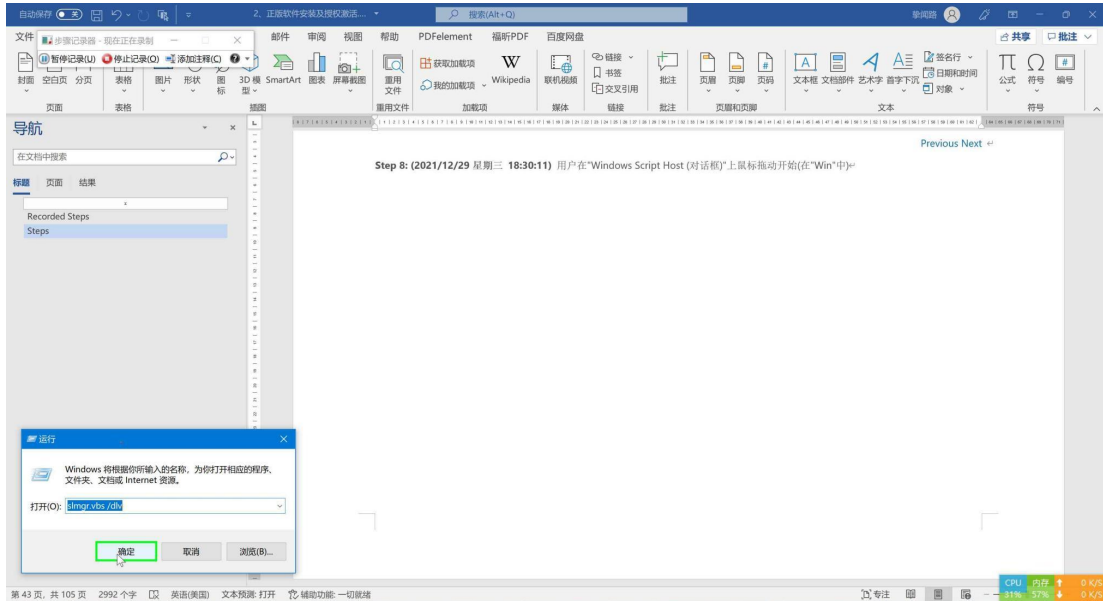 自动保存 关 2、正版软件安装及授权激活.... 搜索(Alt+Q)
步骤记录器 - 现在正在录制
文件 邮件 审阅 视图 帮助 PDFelement 福昕PDF 百度网盘 共享 批注
暂停记录(U) 停止记录(O) 添加注释(C)
封面 空白页 分页 表格 图片 形状 图标 3D 模型 SmartArt 图表 屏幕截图 重用文件 获取加载项 我的加载项 Wikipedia 联机视频 链接 书签 交叉引用 批注 页眉 页脚 页码 文本框 文档部件 艺术字 首字下沉 签名行 日期和时间 对象 公式 符号 编号
页面 表格 插图 重用文件 加载项 媒体 链接 批注 页眉和页脚 文本 符号
导航
在文档中搜索
标题 页面 结果
Recorded Steps
Steps
Previous Next
Step 8: (2021/12/29 星期三 18:30:11) 用户在"Windows Script Host (对话框)"上鼠标拖动开始(在"Win"中)
运行
Windows 将根据你所输入的名称，为你打开相应的程序、
文件夹、文档或 Internet 资源。
打开(O): slmgr.vbs /dlv
确定 取消 浏览(B)...
第 43 页，共 105 页 2992 个字 英语(美国) 文本预测: 打开 辅助功能: 一切就绪 专注
CPU 内存 0 K/S
31% 57% 0 K/S